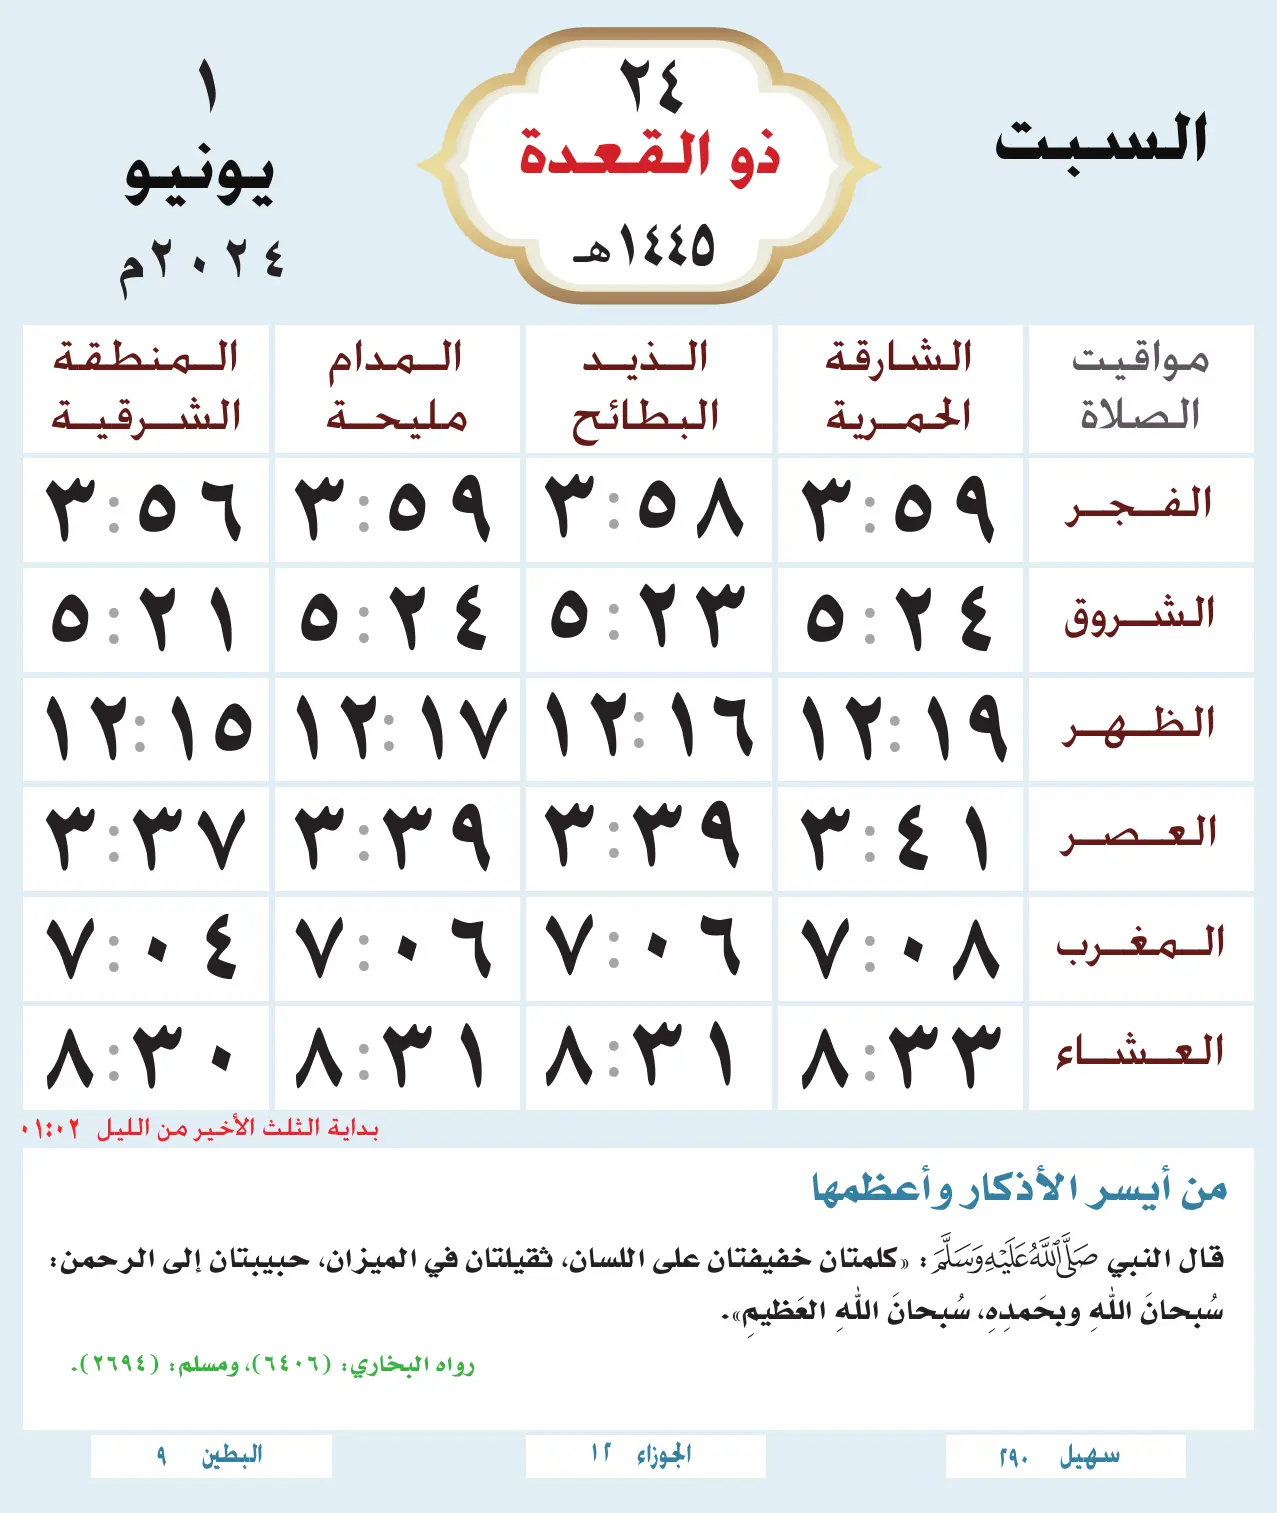 السبت
٢٤
ذو القعدة
١٤٤٥هـ
١
يونيو
٢٠٢٤م
مواقيت الصلاة
الشارقة الحمرية
الذيد البطائح
المدام مليحة
المنطقة الشرقية
الفجر ٣:٥٩ ٣:٥٨ ٣:٥٩ ٣:٥٦
الشروق ٥:٢٤ ٥:٢٣ ٥:٢٤ ٥:٢١
الظهر ١٢:١٩ ١٢:١٦ ١٢:١٧ ١٢:١٥
العصر ٣:٤١ ٣:٣٩ ٣:٣٩ ٣:٣٧
المغرب ٧:٠٨ ٧:٠٦ ٧:٠٦ ٧:٠٤
العشاء ٨:٣٣ ٨:٣١ ٨:٣١ ٨:٣٠
بداية الثلث الأخير من الليل ٠١:٠٢
من أيسر الأذكار وأعظمها
قال النبي صَلَّى اللَّهُ عَلَيْهِ وَسَلَّمَ: «كلمتان خفيفتان على اللسان، ثقيلتان في الميزان، حبيبتان إلى الرحمن:
سُبحانَ اللهِ وبحَمدِهِ، سُبحانَ اللهِ العَظيمِ».
رواه البخاري: (٦٤٠٦)، ومسلم: (٢٦٩٤).
سهيل ٢٩٠
الجوزاء ١٢
البطين ٩